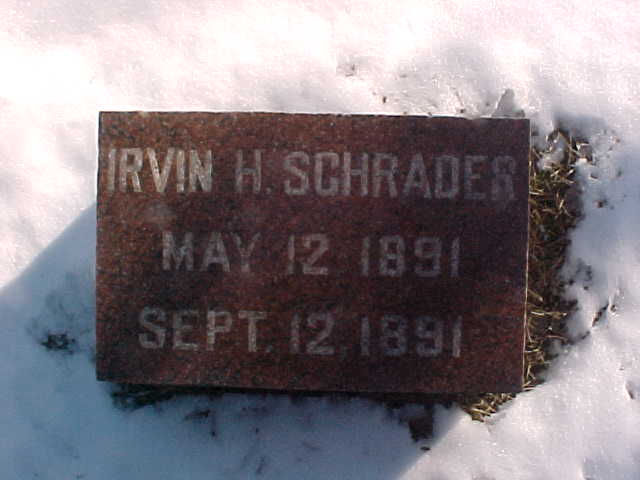 IRVIN H. SCHRADER
MAY 12 1891
SEPT. 12, 1891